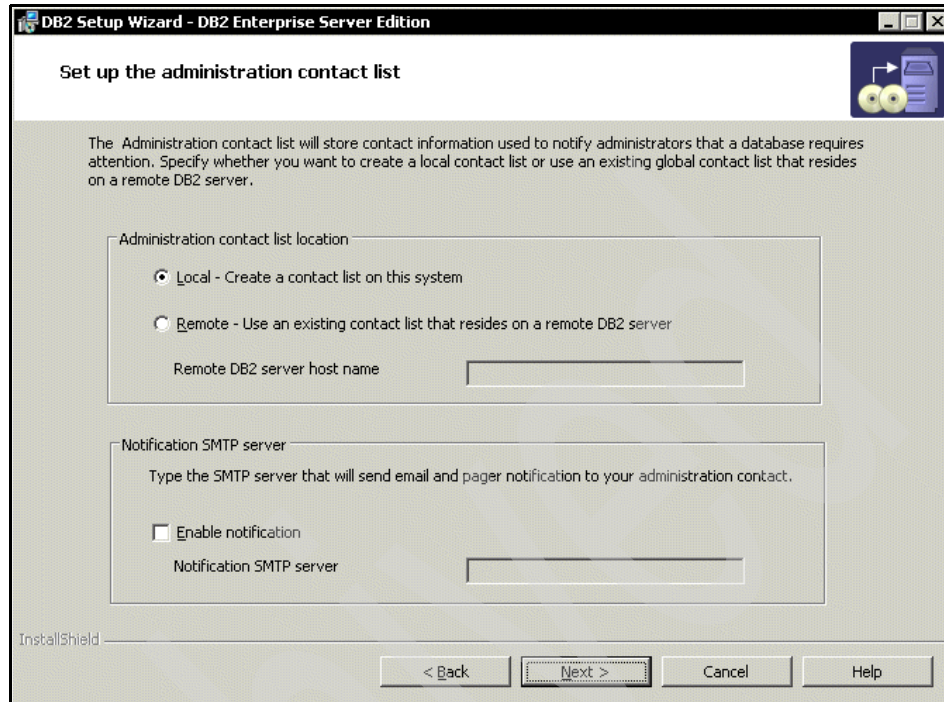 DB2 Setup Wizard - DB2 Enterprise Server Edition
Set up the administration contact list
The Administration contact list will store contact information used to notify administrators that a database requires
attention. Specify whether you want to create a local contact list or use an existing global contact list that resides
on a remote DB2 server.
Administration contact list location
Local - Create a contact list on this system
Remote - Use an existing contact list that resides on a remote DB2 server
Remote DB2 server host name
Notification SMTP server
Type the SMTP server that will send email and pager notification to your administration contact.
Enable notification
Notification SMTP server
InstallShield
< Back Next > Cancel Help